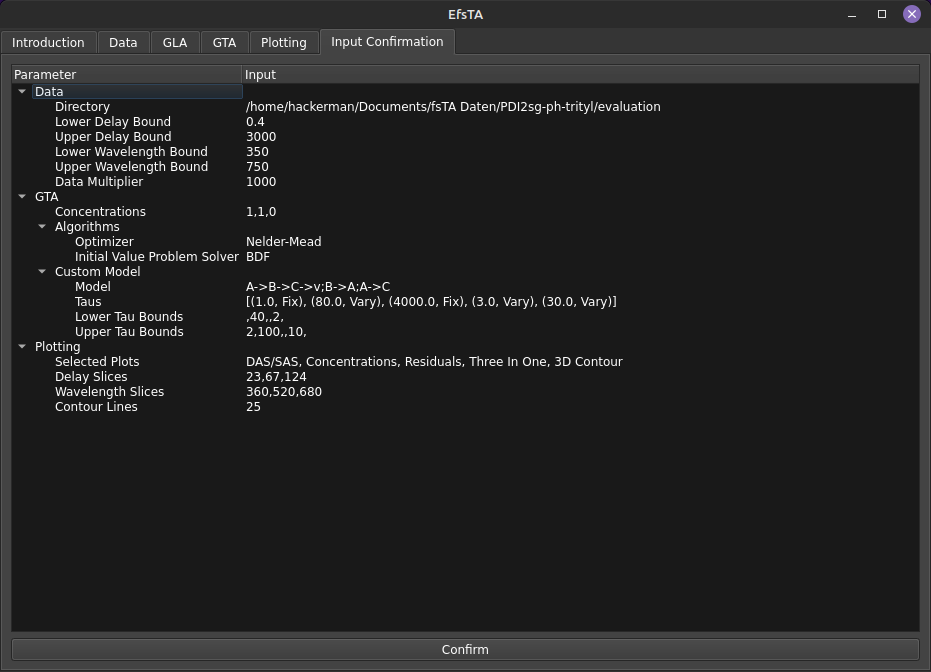 EfsTA
Introduction Data GLA GTA Plotting Input Confirmation
Parameter Input
Data
Directory /home/hackerman/Documents/fsTA Daten/PDI2sg-ph-trityl/evaluation
Lower Delay Bound 0.4
Upper Delay Bound 3000
Lower Wavelength Bound 350
Upper Wavelength Bound 750
Data Multiplier 1000
GTA
Concentrations 1,1,0
Algorithms
Optimizer Nelder-Mead
Initial Value Problem Solver BDF
Custom Model
Model A->B->C->v;B->A;A->C
Taus [(1.0, Fix), (80.0, Vary), (4000.0, Fix), (3.0, Vary), (30.0, Vary)]
Lower Tau Bounds ,40,,2,
Upper Tau Bounds 2,100,,10,
Plotting
Selected Plots DAS/SAS, Concentrations, Residuals, Three In One, 3D Contour
Delay Slices 23,67,124
Wavelength Slices 360,520,680
Contour Lines 25
Confirm